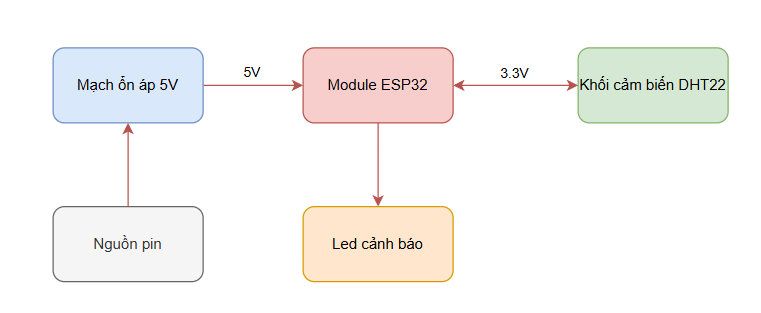 Mạch ổn áp 5V
5V
Module ESP32
3.3V
Khối cảm biến DHT22
Nguồn pin
Led cảnh báo